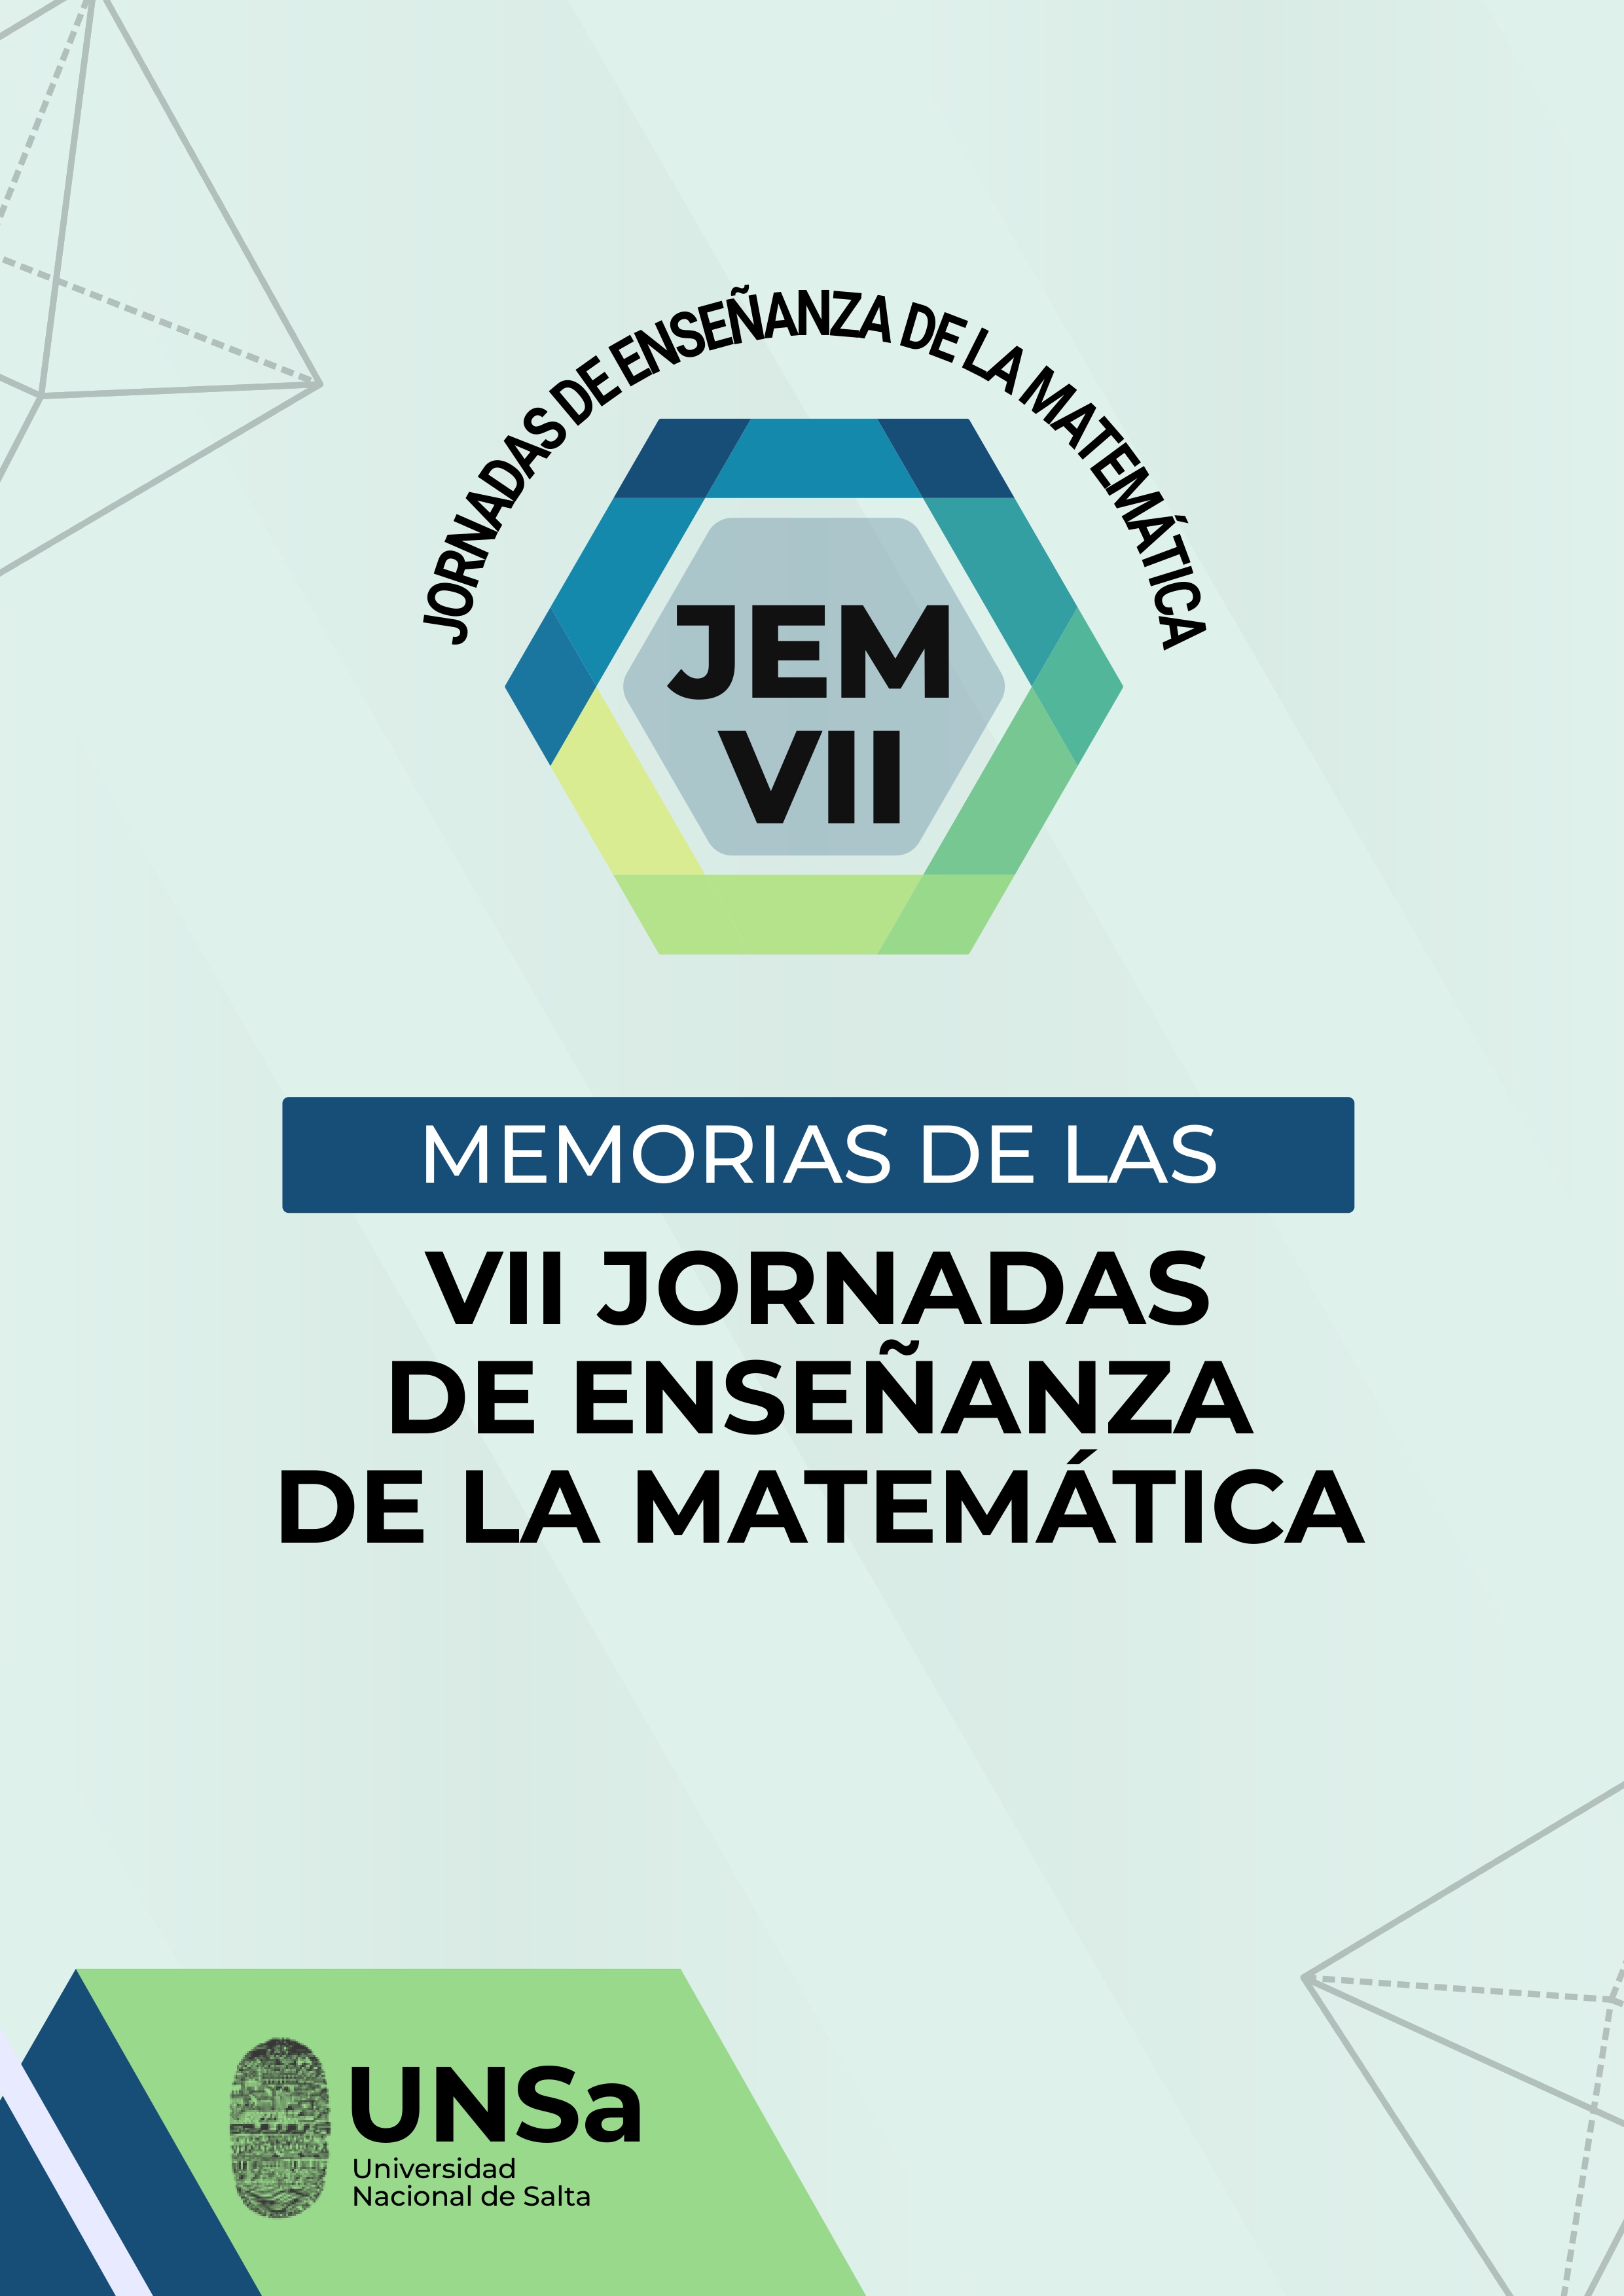 JORNADAS DE ENSEÑANZA DE LA MATEMÁTICA
JEM
VII
MEMORIAS DE LAS
VII JORNADAS
DE ENSEÑANZA
DE LA MATEMÁTICA
UNSa
Universidad
Nacional de Salta